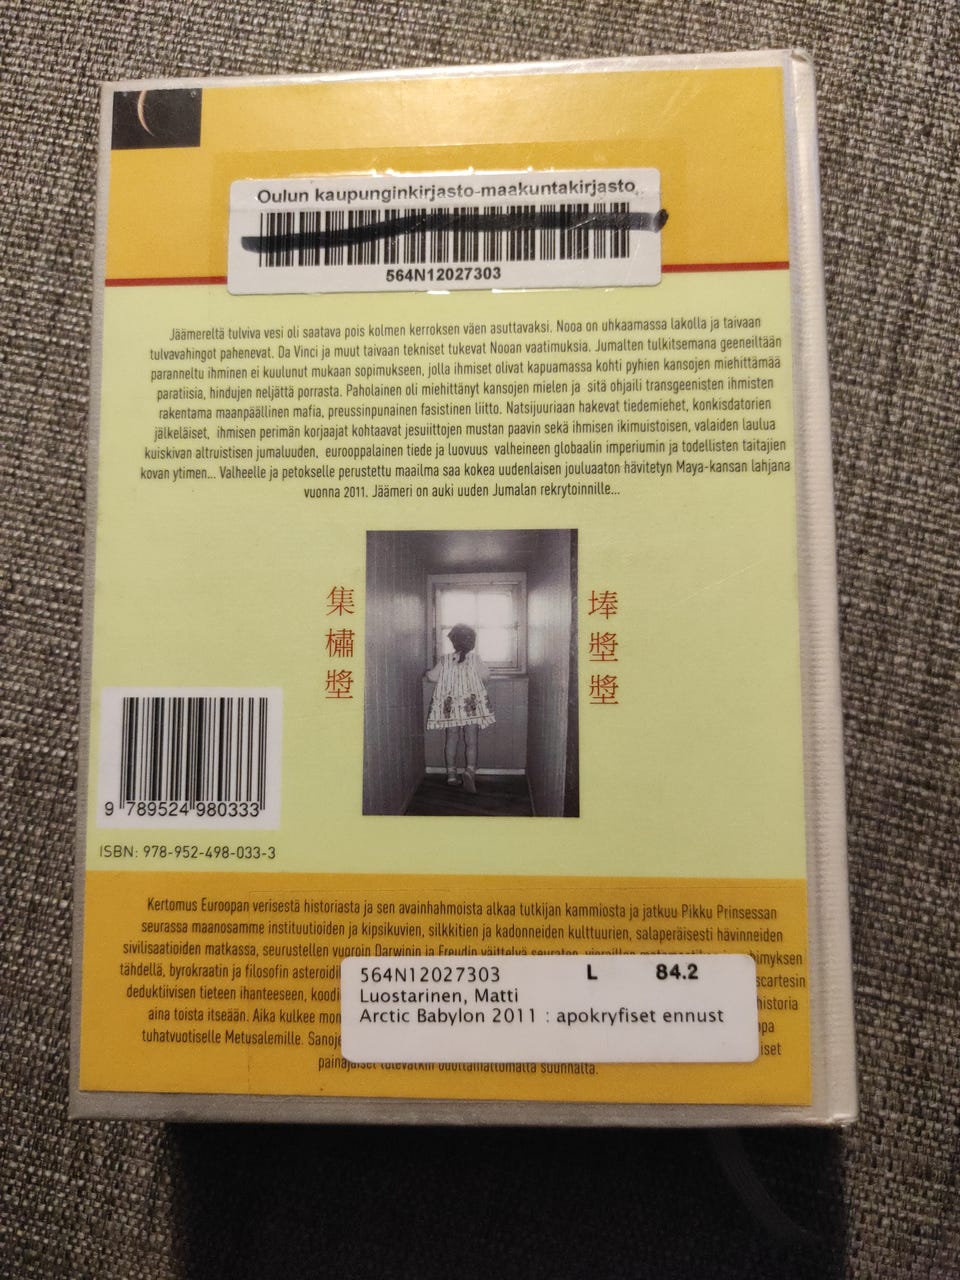 Oulun kaupunginkirjasto-maakuntakirjasto
564N12027303
Jäämereltä tulviva vesi oli saatava pois kolmen kerroksen väen asuttavaksi. Nooa on uhkaamassa lakolla ja taivaan
tulvavahingot pahenevat. Da Vinci ja muut taivaan tekniset tukevat Nooan vaatimuksia. Jumalten tulkitsemana geeneiltään
paranneltu ihminen ei kuulunut mukaan sopimukseen, jolla ihmiset olivat kapuamassa kohti pyhien kansojen miehittämää
paratiisia, hindujen neljättä porrasta. Paholainen oli miehittänyt kansojen mielen ja sitä ohjaili transgeenisten ihmisten
rakentama maanpäällinen mafia, preussinpunainen fasistinen liitto. Natsijuuriaan hakevat tiedemiehet, konkisdatorien
jälkeläiset, ihmisen perimän korjaajat kohtaavat jesuiittojen mustan paavin sekä ihmisen ikimuistoisen, valaiden laulua
kuiskivan altruistisen jumaluuden, eurooppalainen tiede ja luovuus valheineen globaalin imperiumin ja todellisten taitajien
kovan ytimen... Valheelle ja petokselle perustettu maailma saa kokea uudenlaisen jouluaaton hävitetyn Maya-kansan lahjana
vuonna 2011. Jäämeri on auki uuden Jumalan rekrytoinnille...
集
橚
奬
埲
奬
奬
9 789524 980333
ISBN: 978-952-498-033-3
Kertomus Euroopan verisestä historiasta ja sen avainhahmoista alkaa tutkijan kammiosta ja jatkuu Pikku Prinsessan
seurassa maanosamme instituutioiden ja kipsikuvien, silkkitien ja kadonneiden kulttuurien, salaperäisesti hävinneiden
sivilisaatioiden matkassa, seurustellen vuoroin Darwinin ja Freudin väittelyä seuraten
tähdellä, byrokraatin ja filosofin
deduktiivisen tieteen ihanteeseen,
aina toista itseään. Aika kulkee historia
tuhatvuotiselle Metusalemille.
painajaiset tulevatkin odottamattomalta suunnalta.
564N12027303 L 84.2
Luostarinen, Matti
Arctic Babylon 2011 : apokryfiset ennust